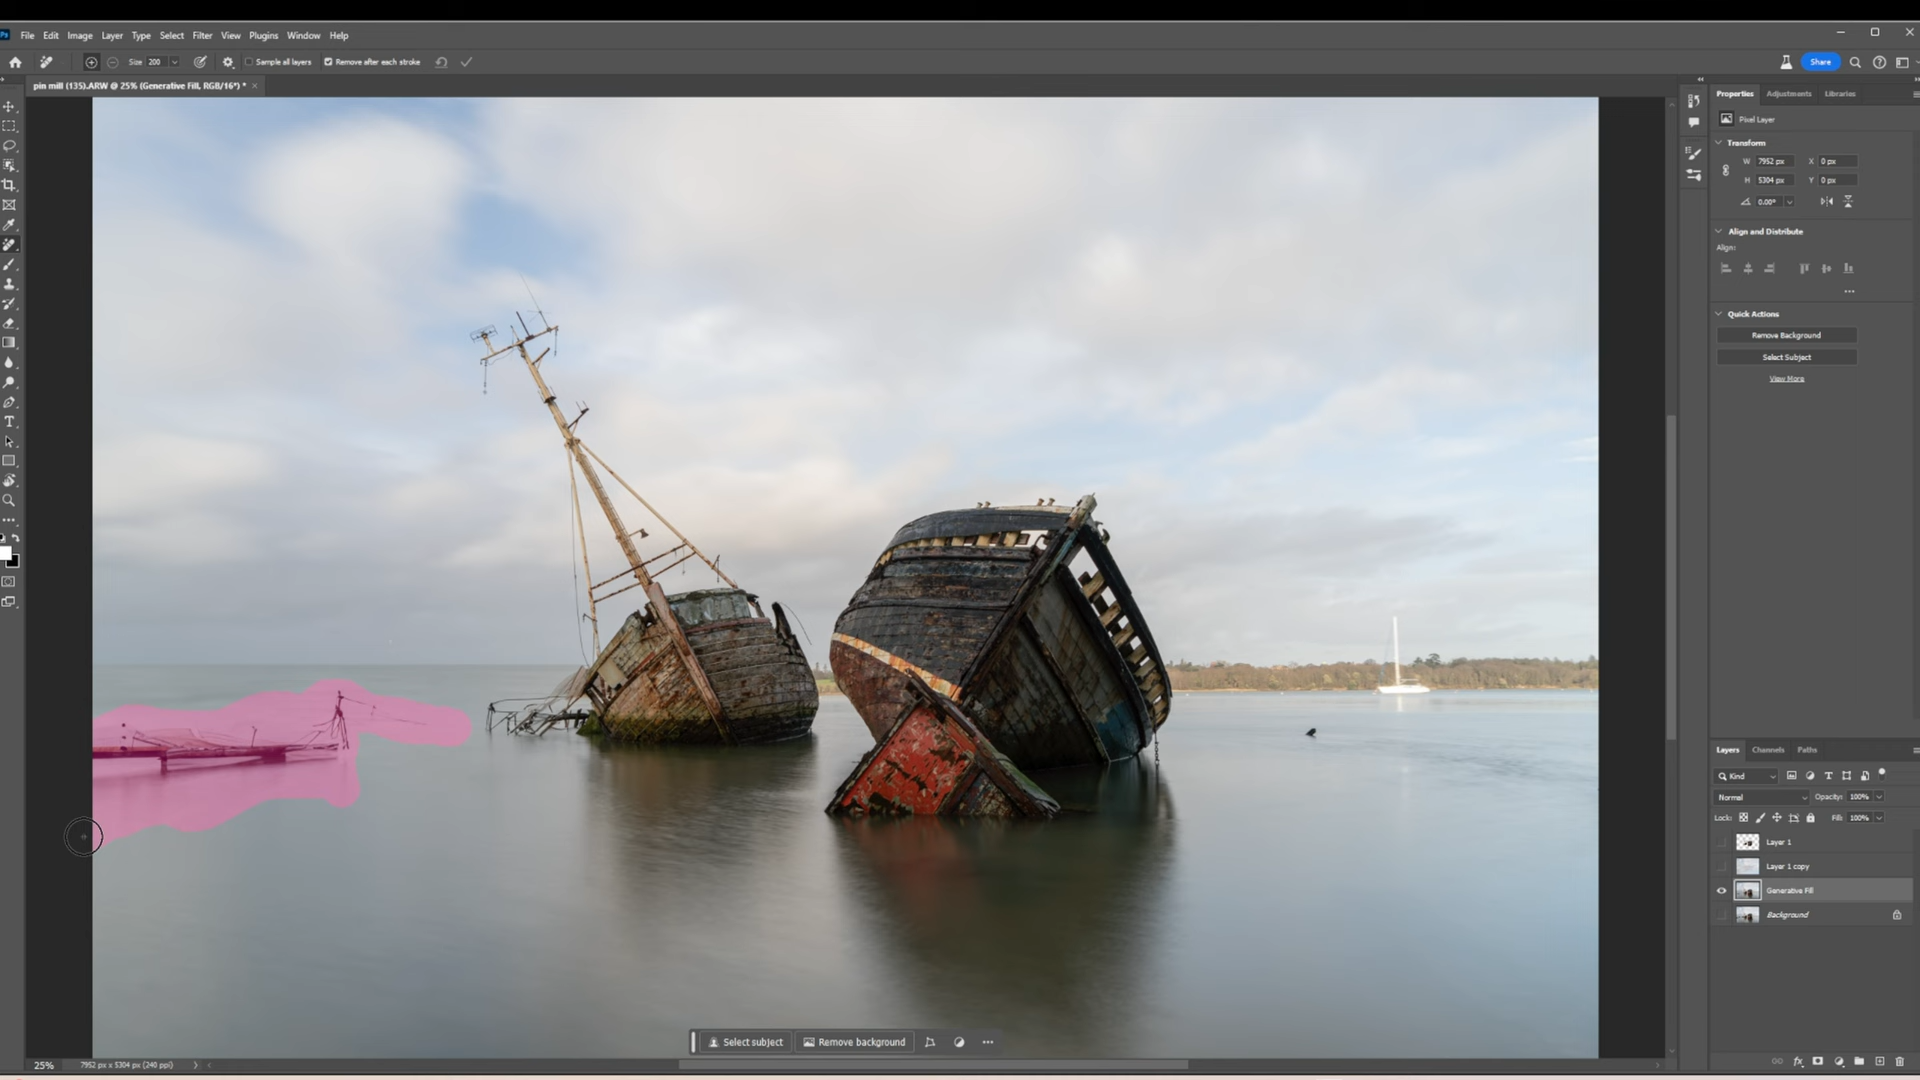 Ps File Edit Image Layer Type Select Filter View Plugins Window Help
Size 200 Sample all layers Remove after each stroke Share
pin mill (135).ARW @ 25% (Generative Fill, RGB/16*) * ×
Properties Adjustments Libraries
Pixel Layer
Transform
W 7952 px X 0 px
H 5304 px Y 0 px
0.00°
Align and Distribute
Align:
Quick Actions
Remove Background
Select Subject
View More
Layers Channels Paths
Kind
Normal Opacity: 100%
Lock: Fill: 100%
Layer 1
Layer 1 copy
Generative Fill
Background
Select subject Remove background
25% 7952 px x 5304 px (240 ppi)